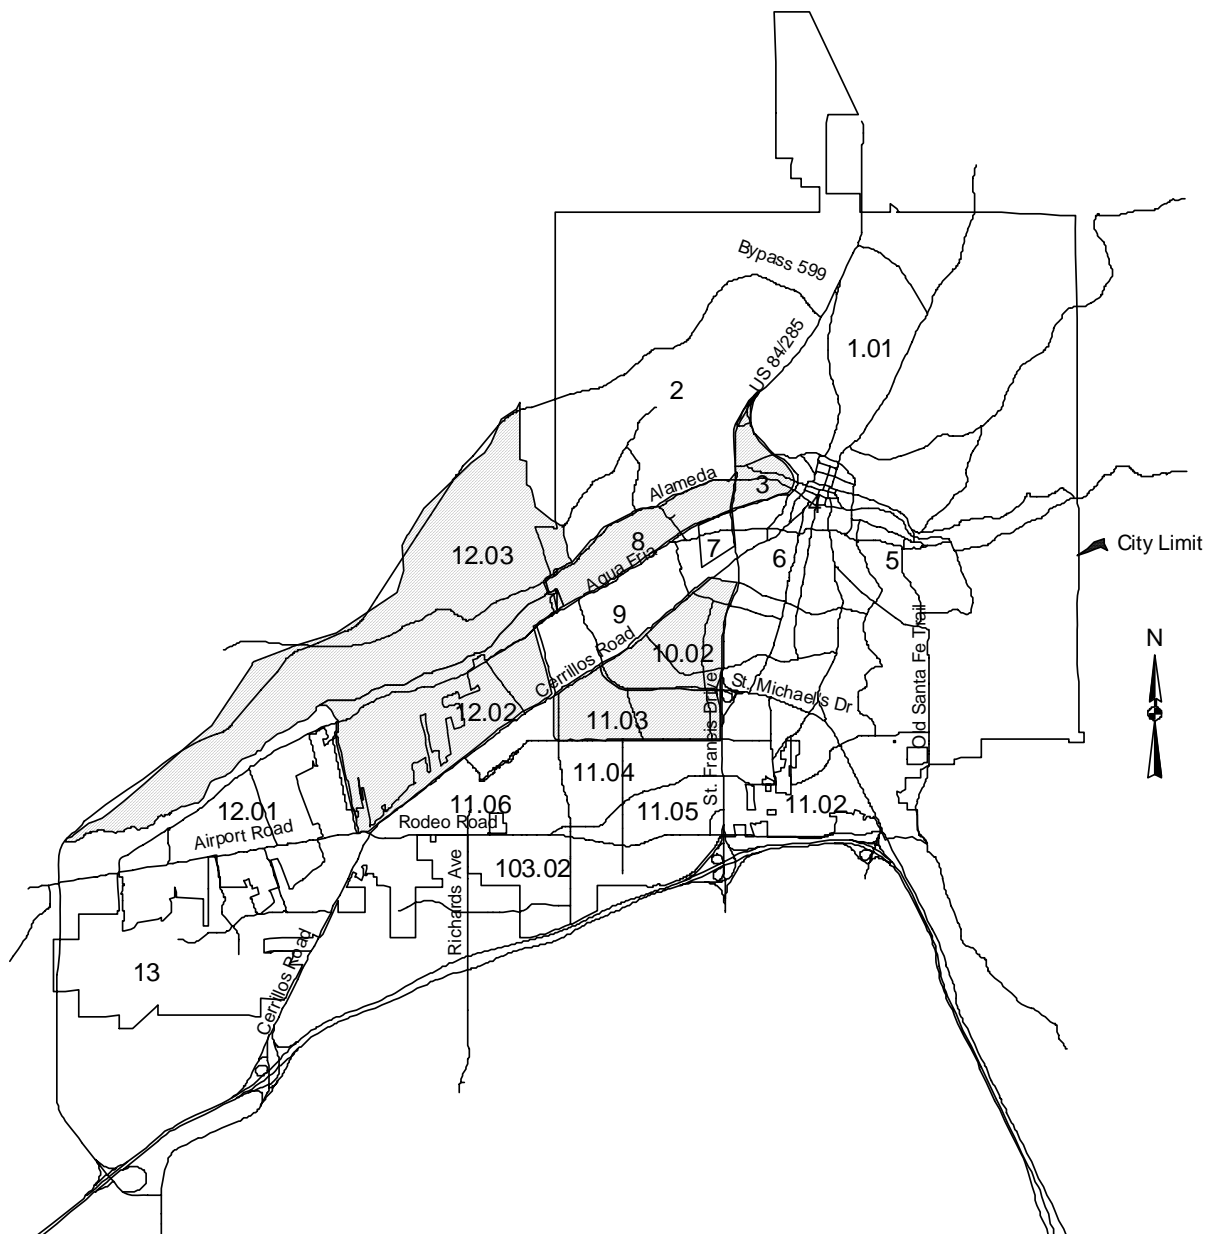 Bypass 599
US 84/285
1.01
2
Alameda
3
4
8
7
6
5
City Limit
12.03
Agua Fria
9
Cerrillos Road
10.02
St. Francis Drive
St. Michael's Dr
Old Santa Fe Trail
N
12.02
11.03
11.04
11.06
11.05
11.02
12.01
Airport Road
Rodeo Road
103.02
Richards Ave
13
Cerrillos Road